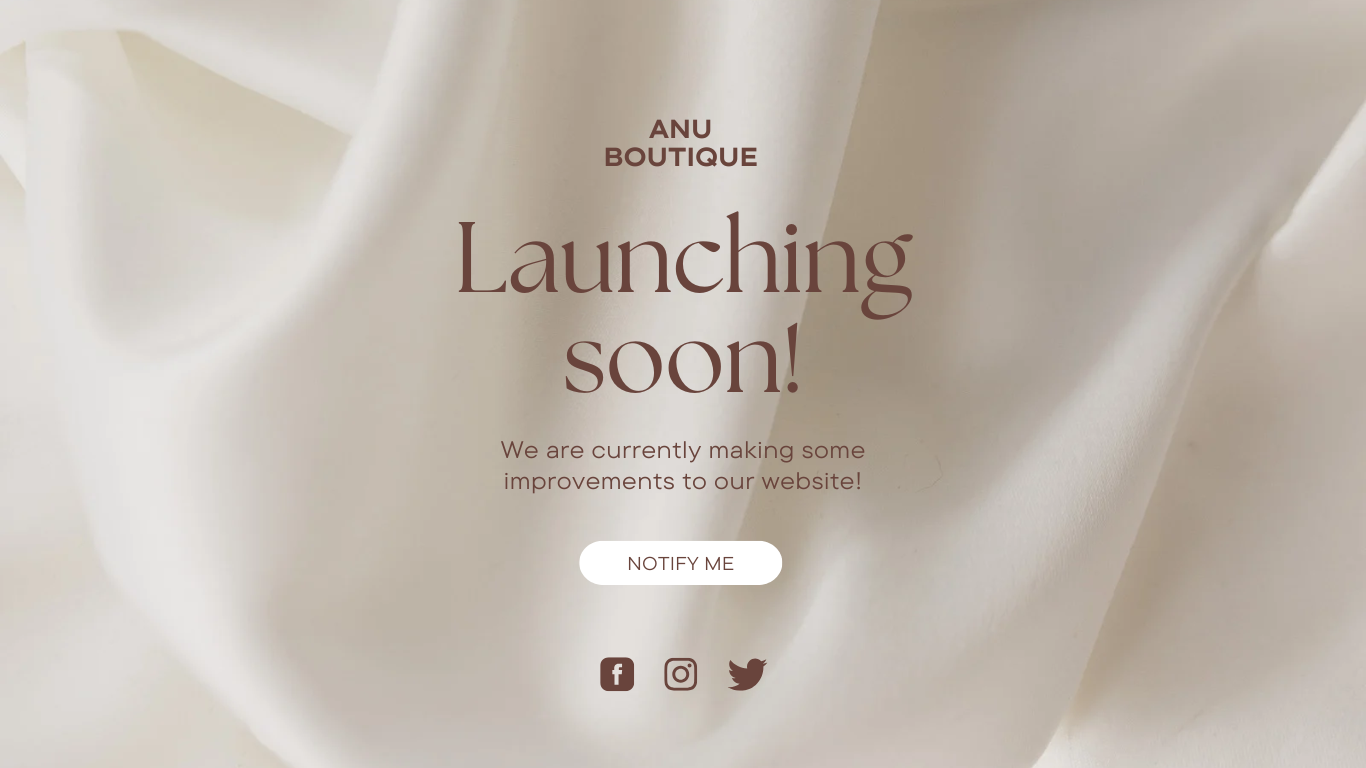 ANU
BOUTIQUE
Launching
soon!
We are currently making some
improvements to our website!
NOTIFY ME